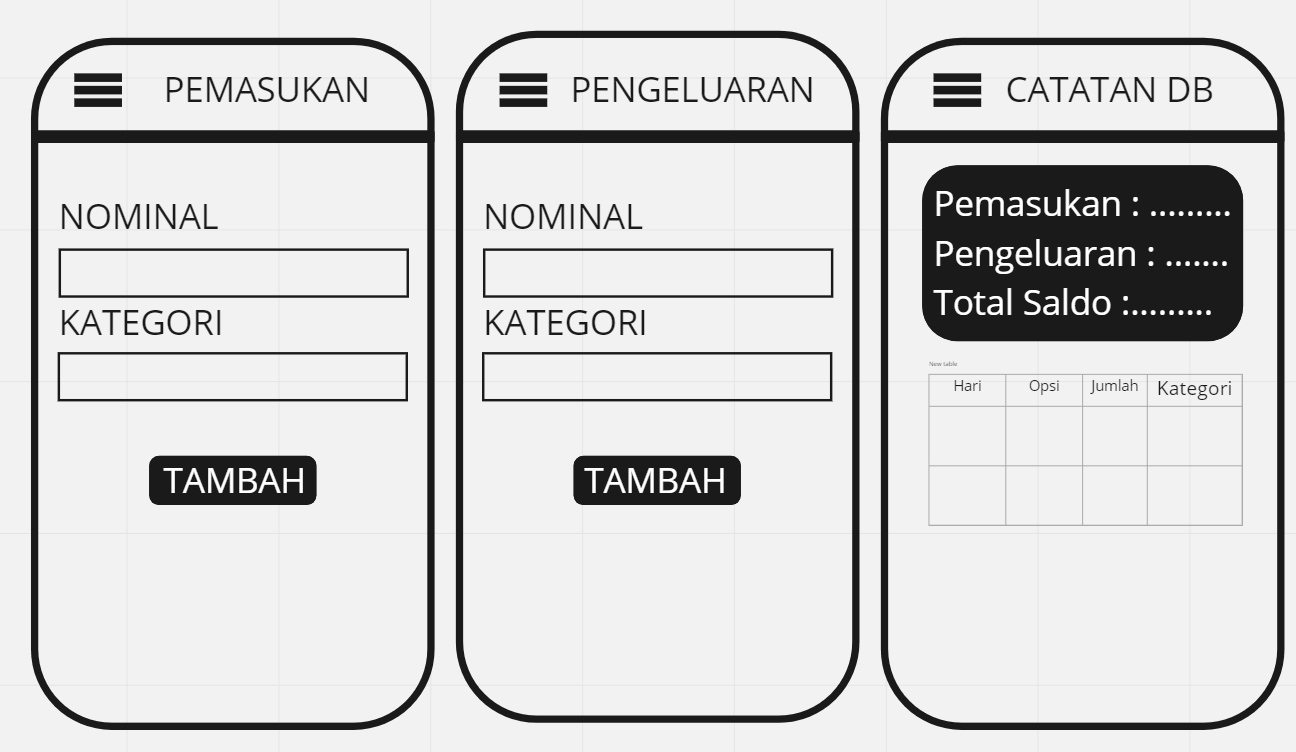 PEMASUKAN
NOMINAL
KATEGORI
TAMBAH
PENGELUARAN
NOMINAL
KATEGORI
TAMBAH
CATATAN DB
Pemasukan : .........
Pengeluaran : .......
Total Saldo :.........
New table
Hari Opsi Jumlah Kategori